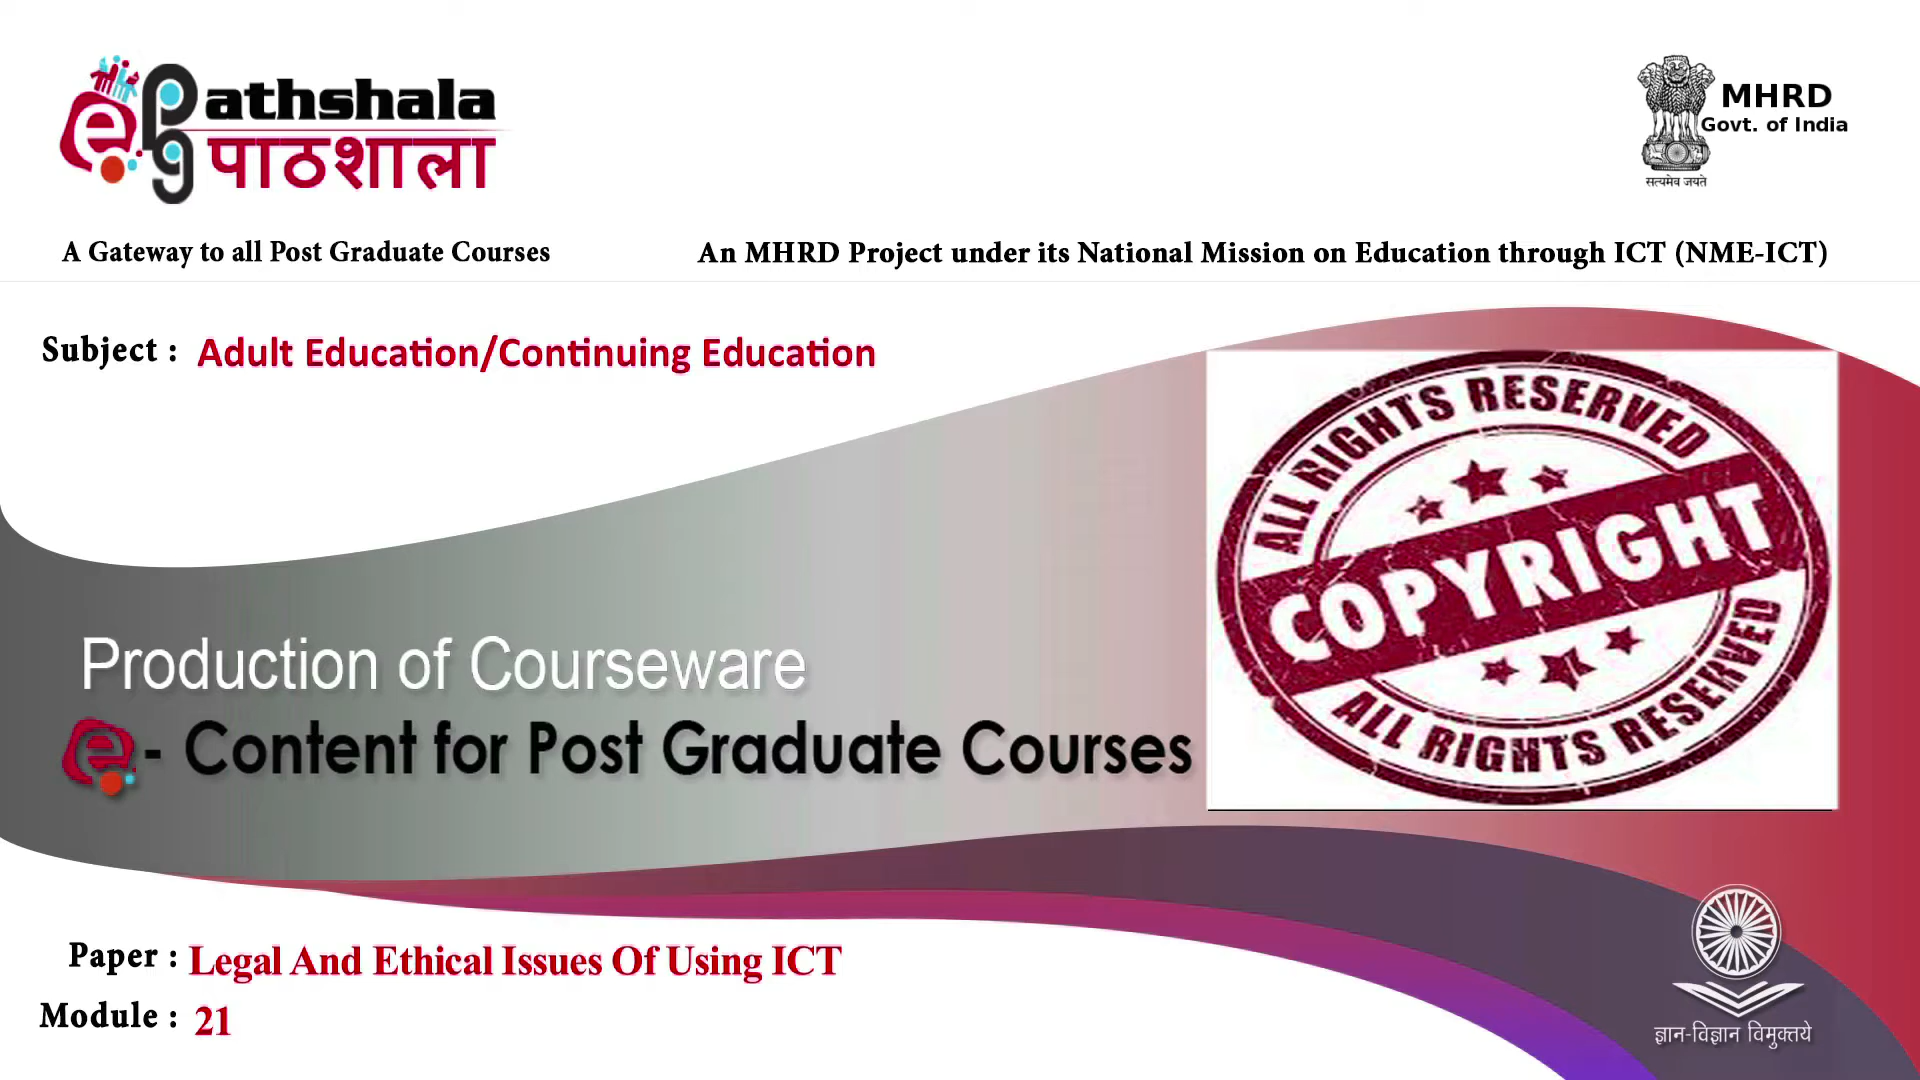 e pg Pathshala
पाठशाला
MHRD
Govt. of India
सत्यमेव जयते
A Gateway to all Post Graduate Courses
An MHRD Project under its National Mission on Education through ICT (NME-ICT)
Subject : Adult Education/Continuing Education
ALL RIGHTS RESERVED
COPYRIGHT
ALL RIGHTS RESERVED
Production of Courseware
e - Content for Post Graduate Courses
Paper : Legal And Ethical Issues Of Using ICT
Module : 21
ज्ञान-विज्ञान विमुक्तये